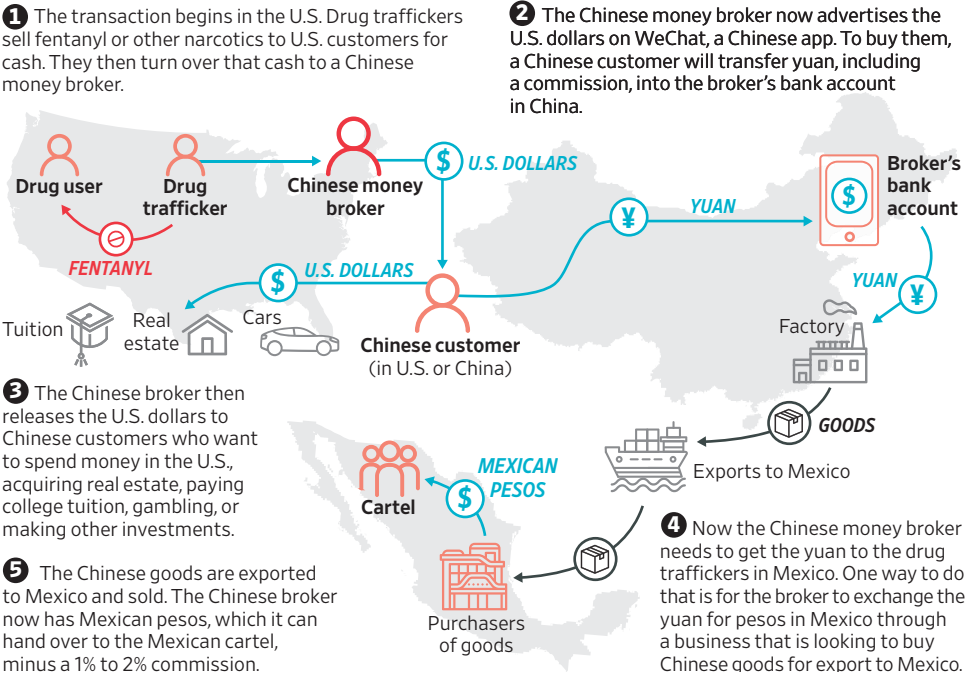 1 The transaction begins in the U.S. Drug traffickers
sell fentanyl or other narcotics to U.S. customers for
cash. They then turn over that cash to a Chinese
money broker.
2 The Chinese money broker now advertises the
U.S. dollars on WeChat, a Chinese app. To buy them,
a Chinese customer will transfer yuan, including
a commission, into the broker's bank account
in China.
Drug user
Drug
trafficker
Chinese money
broker
$
U.S. DOLLARS
FENTANYL
¥
YUAN
$
Broker's
bank
account
YUAN
¥
$
U.S. DOLLARS
Tuition
Real
estate
Cars
Chinese customer
(in U.S. or China)
Factory
GOODS
Exports to Mexico
3 The Chinese broker then
releases the U.S. dollars to
Chinese customers who want
to spend money in the U.S.,
acquiring real estate, paying
college tuition, gambling, or
making other investments.
Cartel
$
MEXICAN
PESOS
Purchasers
of goods
4 Now the Chinese money broker
needs to get the yuan to the drug
traffickers in Mexico. One way to do
that is for the broker to exchange the
yuan for pesos in Mexico through
a business that is looking to buy
Chinese goods for export to Mexico.
5 The Chinese goods are exported
to Mexico and sold. The Chinese broker
now has Mexican pesos, which it can
hand over to the Mexican cartel,
minus a 1% to 2% commission.